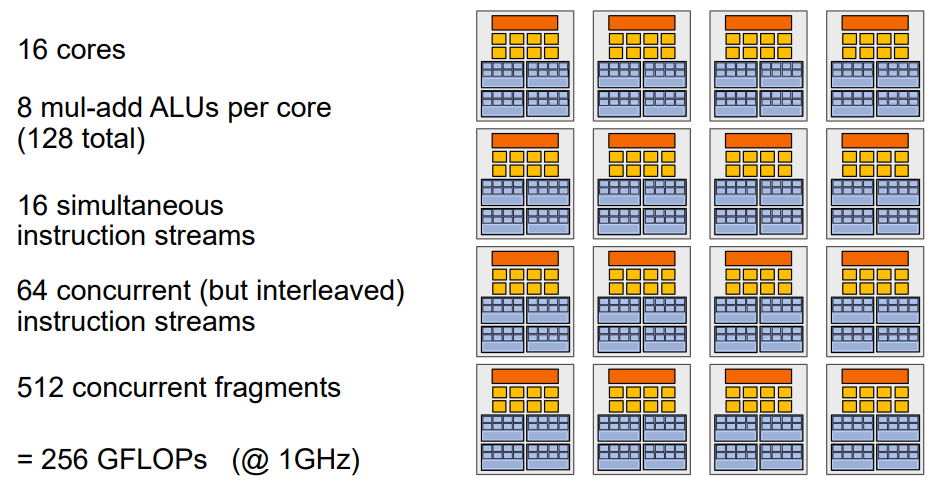 16 cores
8 mul-add ALUs per core
(128 total)
16 simultaneous
instruction streams
64 concurrent (but interleaved)
instruction streams
512 concurrent fragments
= 256 GFLOPs (@ 1GHz)